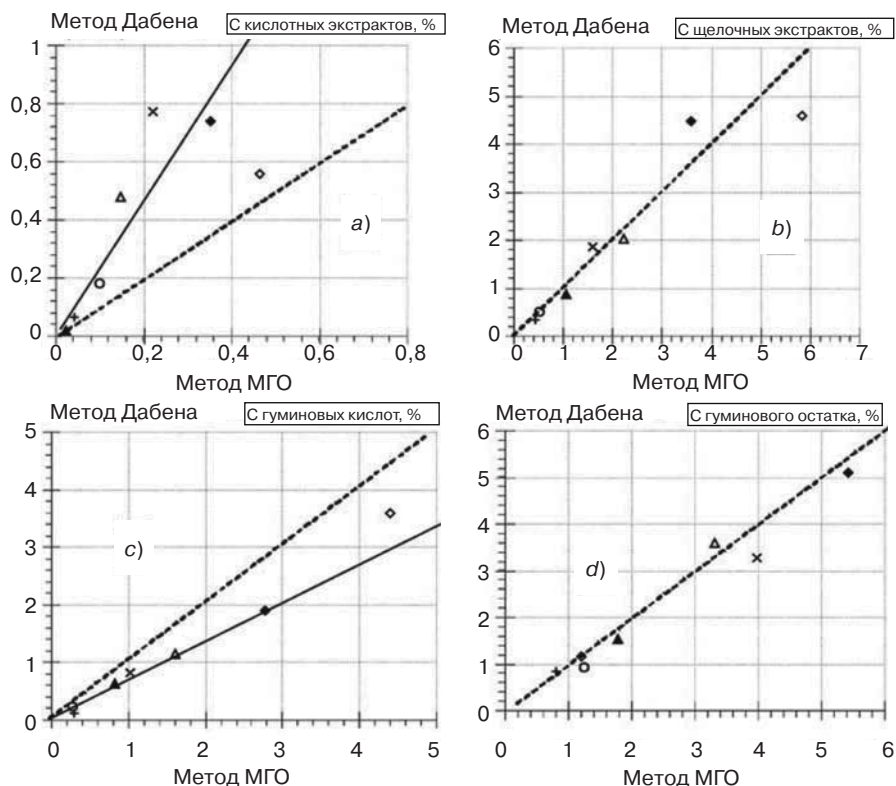 Метод Дабена
С кислотных экстрактов, %
1
0,8
0,6
0,4
0,2
0
0 0,2 0,4 0,6 0,8
a)
Метод МГО
Метод Дабена
С щелочных экстрактов, %
6
5
4
3
2
1
0
0 1 2 3 4 5 6 7
b)
Метод МГО
Метод Дабена
С гуминовых кислот, %
5
4
3
2
1
0
0 1 2 3 4 5
c)
Метод МГО
Метод Дабена
С гуминового остатка, %
6
5
4
3
2
1
0
0 1 2 3 4 5 6
d)
Метод МГО